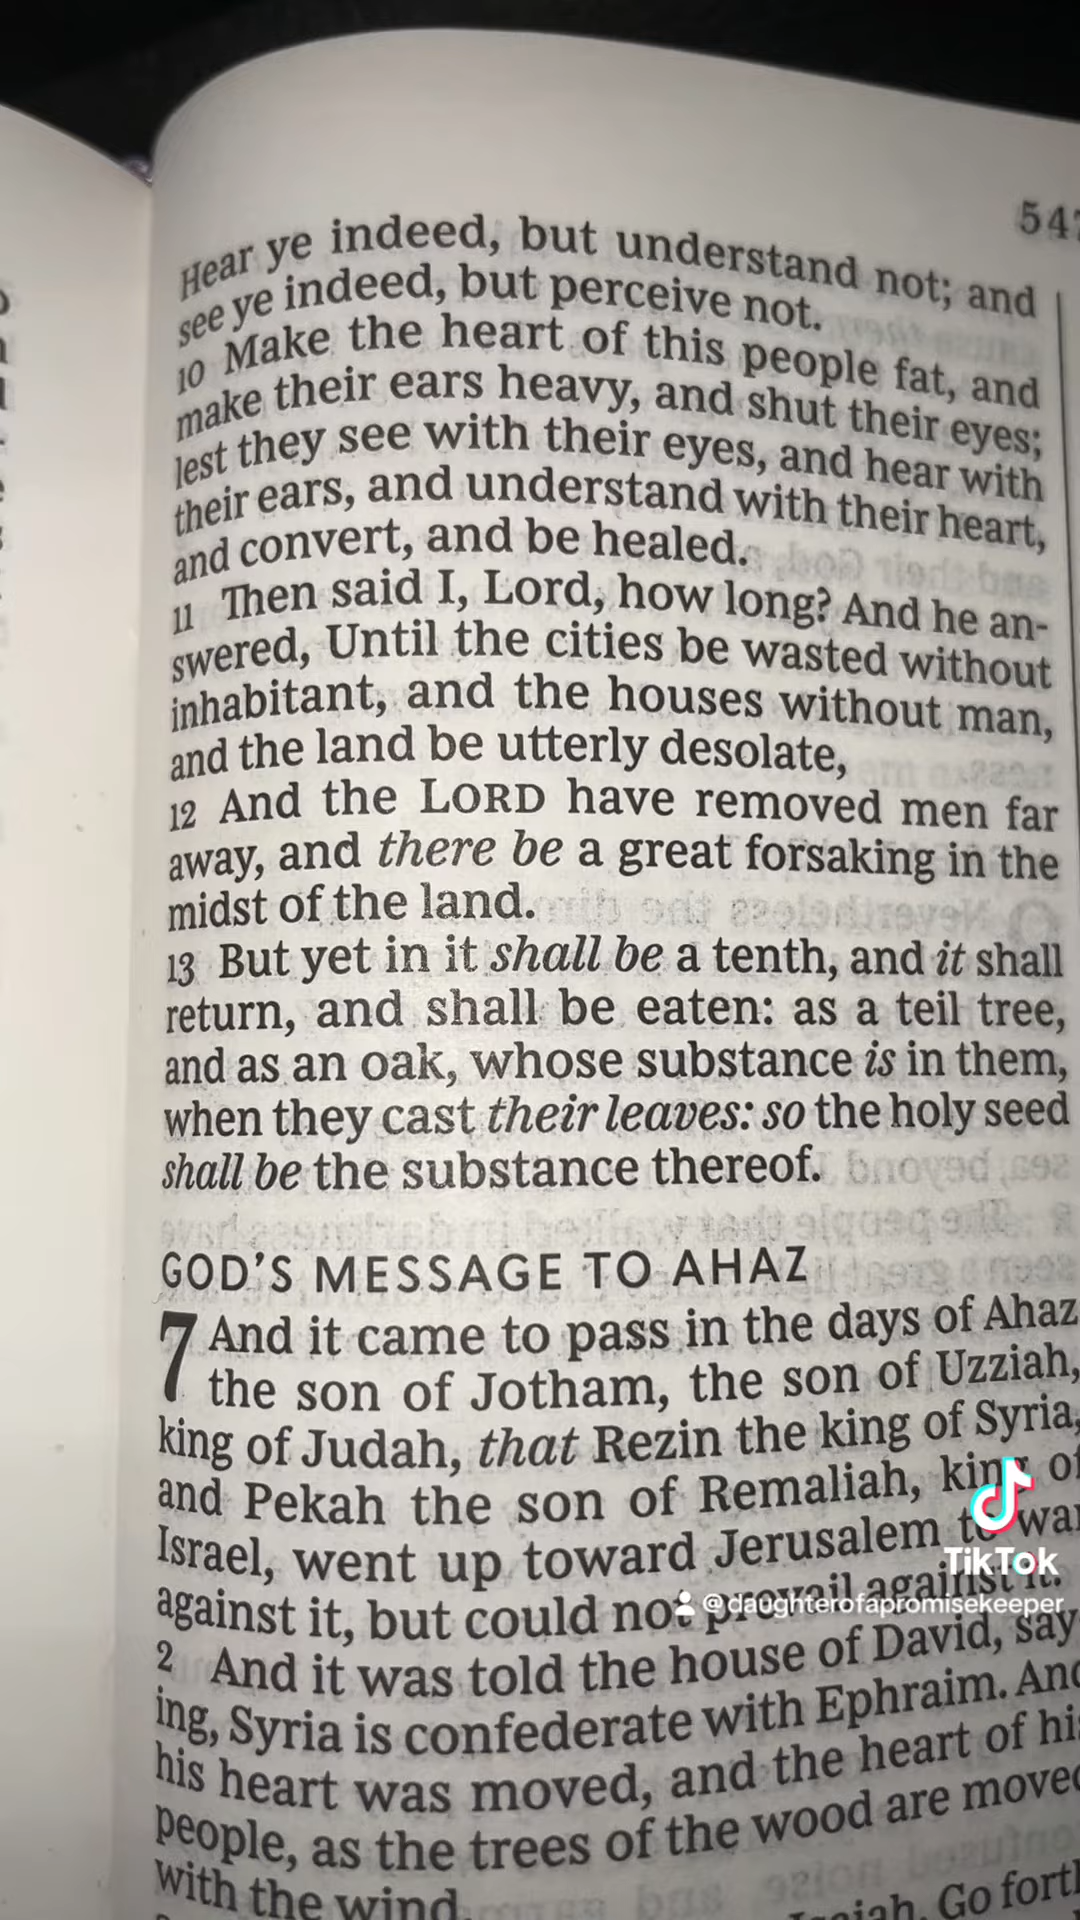 547
Hear ye indeed, but understand not; and
see ye indeed, but perceive not.
10 Make the heart of this people fat, and
make their ears heavy, and shut their eyes;
lest they see with their eyes, and hear with
their ears, and understand with their heart,
and convert, and be healed.
11 Then said I, Lord, how long? And he an-
swered, Until the cities be wasted without
inhabitant, and the houses without man,
and the land be utterly desolate,
12 And the LORD have removed men far
away, and there be a great forsaking in the
midst of the land.
13 But yet in it shall be a tenth, and it shall
return, and shall be eaten: as a teil tree,
and as an oak, whose substance is in them,
when they cast their leaves: so the holy seed
shall be the substance thereof.
GOD'S MESSAGE TO AHAZ
7 And it came to pass in the days of Ahaz
the son of Jotham, the son of Uzziah,
king of Judah, that Rezin the king of Syria,
and Pekah the son of Remaliah, king of
Israel, went up toward Jerusalem to war
against it, but could not prevail against it.
2 And it was told the house of David, say
ing, Syria is confederate with Ephraim. And
his heart was moved, and the heart of his
people, as the trees of the wood are moved
with the wind.
Isaiah, Go forth
TikTok
@daughterofapromisekeeper